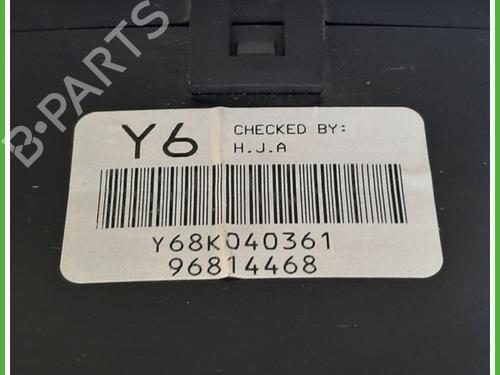 B-PARTS
Y6 CHECKED BY:
H.J.A
Y68K040361
96814468